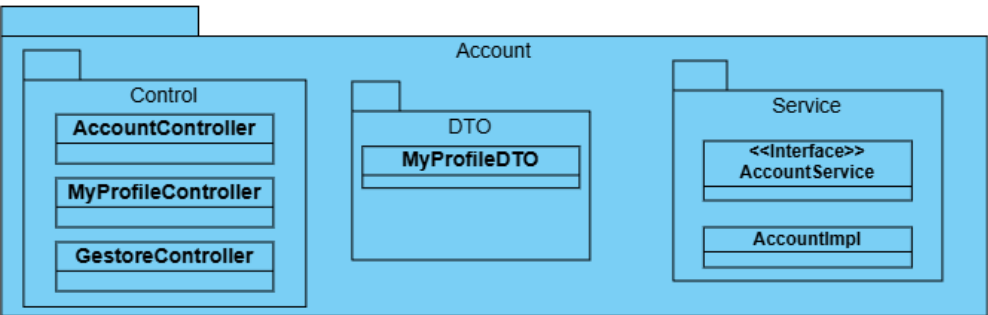 Account
Control
AccountController
MyProfileController
GestoreController
DTO
MyProfileDTO
Service
<<Interface>>
AccountService
AccountImpl